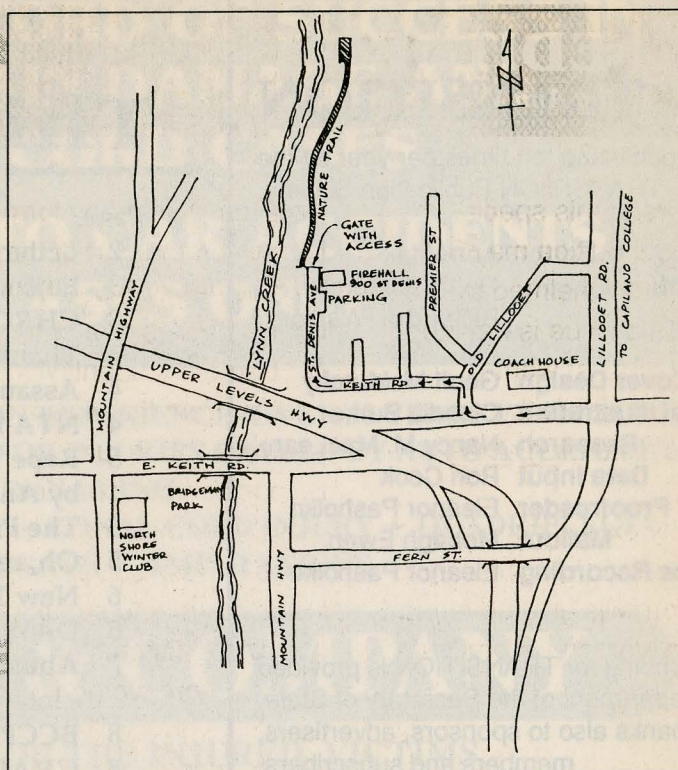 NATURE TRAIL
GATE
WITH
ACCESS
FIREHALL
900 ST DENIS
PARKING
ST. DENIS AVE
LYNN CREEK
PREMIER ST
OLD LILLOOET
LILLOOET RD.
TO CAPILANO COLLEGE
COACH HOUSE
KEITH RD
MOUNTAIN HIGHWAY
UPPER LEVELS HWY
E. KEITH RD.
BRIDGEMAN
PARK
NORTH
SHORE
WINTER
CLUB
FERN ST.
MOUNTAIN HWY